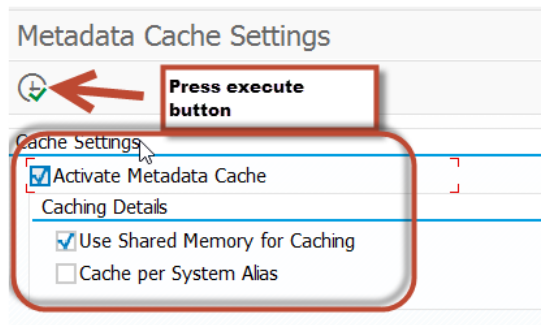 Metadata Cache Settings
Press execute
button
Cache Settings
Activate Metadata Cache
Caching Details
Use Shared Memory for Caching
Cache per System Alias